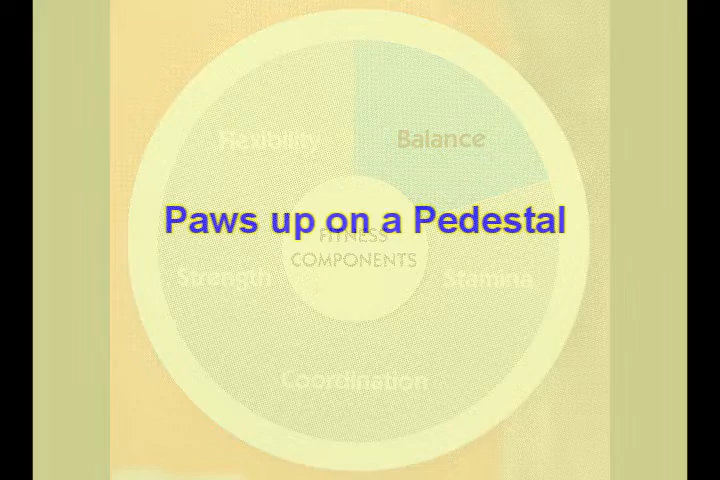 Flexibility
Balance
Paws up on a Pedestal
FITNESS
COMPONENTS
Strength
Stamina
Coordination